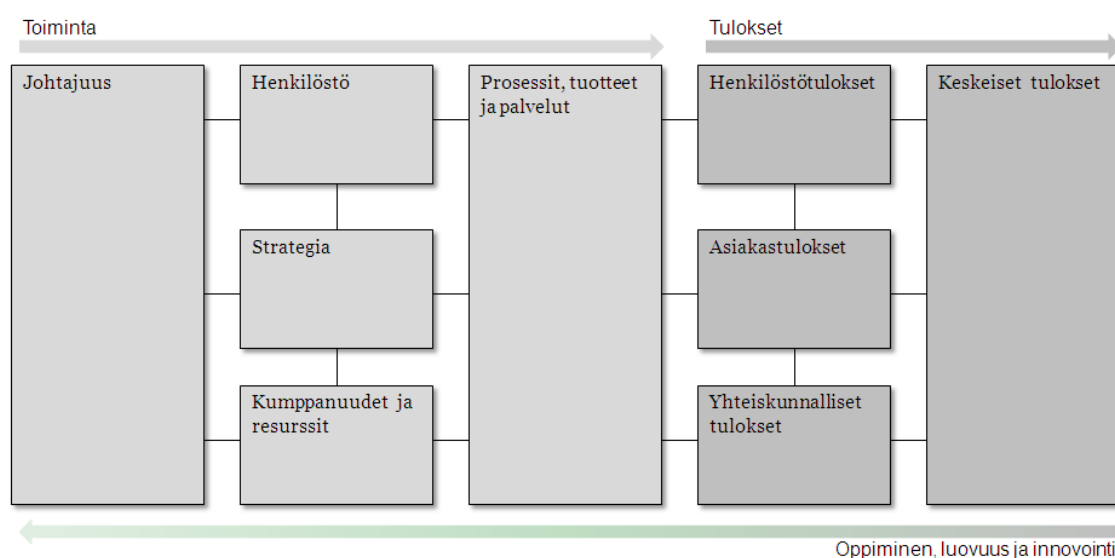 Toiminta
Tulokset
Johtajuus
Henkilöstö
Prosessit, tuotteet
ja palvelut
Henkilöstötulokset
Keskeiset tulokset
Strategia
Asiakastulokset
Kumppanuudet ja
resurssit
Yhteiskunnalliset
tulokset
Oppiminen, luovuus ja innovointi